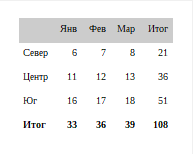 Янв Фев Мар Итог
Север 6 7 8 21
Центр 11 12 13 36
Юг 16 17 18 51
Итог 33 36 39 108